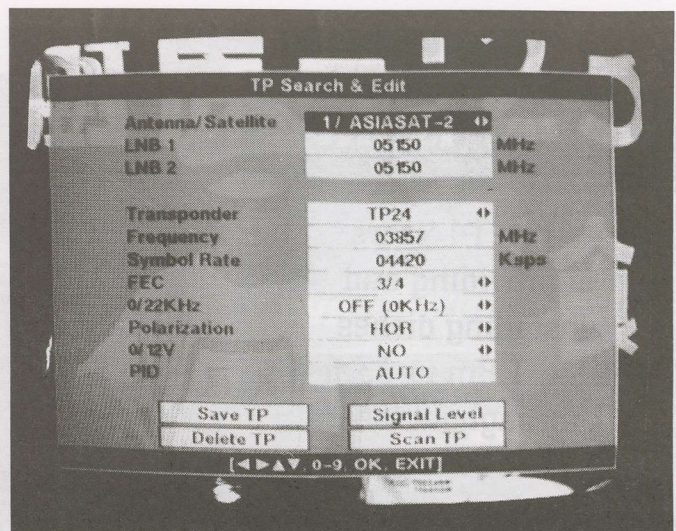 TP Search & Edit
Antenna/Satellite 1/ ASIASAT-2
LNB 1 05150 MHz
LNB 2 05150 MHz
Transponder TP24
Frequency 03857 MHz
Symbol Rate 04420 Ksps
FEC 3/4
0/22KHz OFF (0KHz)
Polarization HOR
0/12V NO
PID AUTO
Save TP Signal Level
Delete TP Scan TP
[◄►▲▼, 0-9, OK, EXIT]